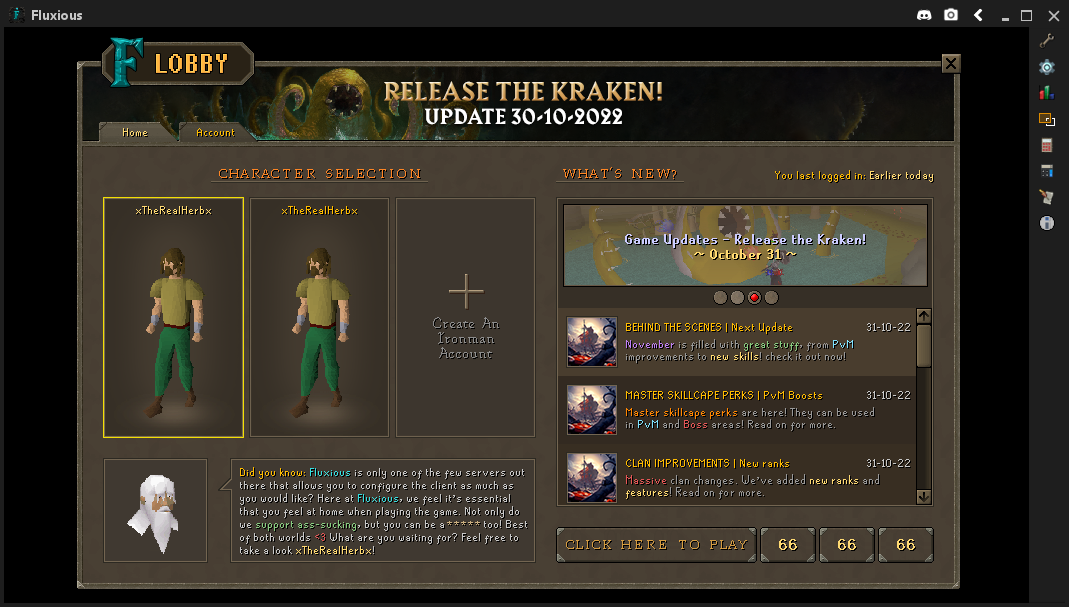 Fluxious
F LOBBY
RELEASE THE KRAKEN!
UPDATE 30-10-2022
Home
Account
CHARACTER SELECTION
xTheRealHerbx
xTheRealHerbx
Create An
Ironman
Account
Did you know: Fluxious is only one of the few servers out
there that allows you to configure the client as much as
you would like? Here at Fluxious, we feel it's essential
that you feel at home when playing the game. Not only do
we support ass-sucking, but you can be a ***** too! Best
of both worlds <3 What are you waiting for? Feel free to
take a look xTheRealHerbx!
WHAT'S NEW?
You last logged in: Earlier today
Game Updates - Release the Kraken!
~ October 31 ~
BEHIND THE SCENES | Next Update 31-10-22
November is filled with great stuff, from PvM
improvements to new skills! check it out now!
MASTER SKILLCAPE PERKS | PvM Boosts 31-10-22
Master skillcape perks are here! They can be used
in PvM and Boss areas! Read on for more.
CLAN IMPROVEMENTS | New ranks 31-10-22
Massive clan changes. We've added new ranks and
features! Read on for more.
CLICK HERE TO PLAY
66
66
66